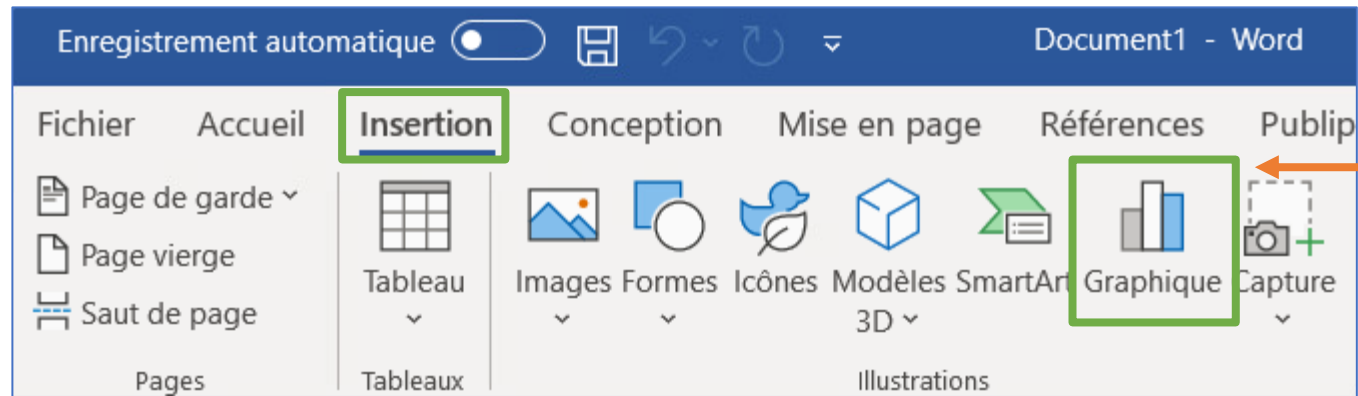 Enregistrement automatique Document1 - Word
Fichier Accueil Insertion Conception Mise en page Références Publip
Page de garde
Page vierge
Saut de page
Tableau Images Formes Icônes Modèles SmartArt Graphique Capture
3D
Pages Tableaux Illustrations